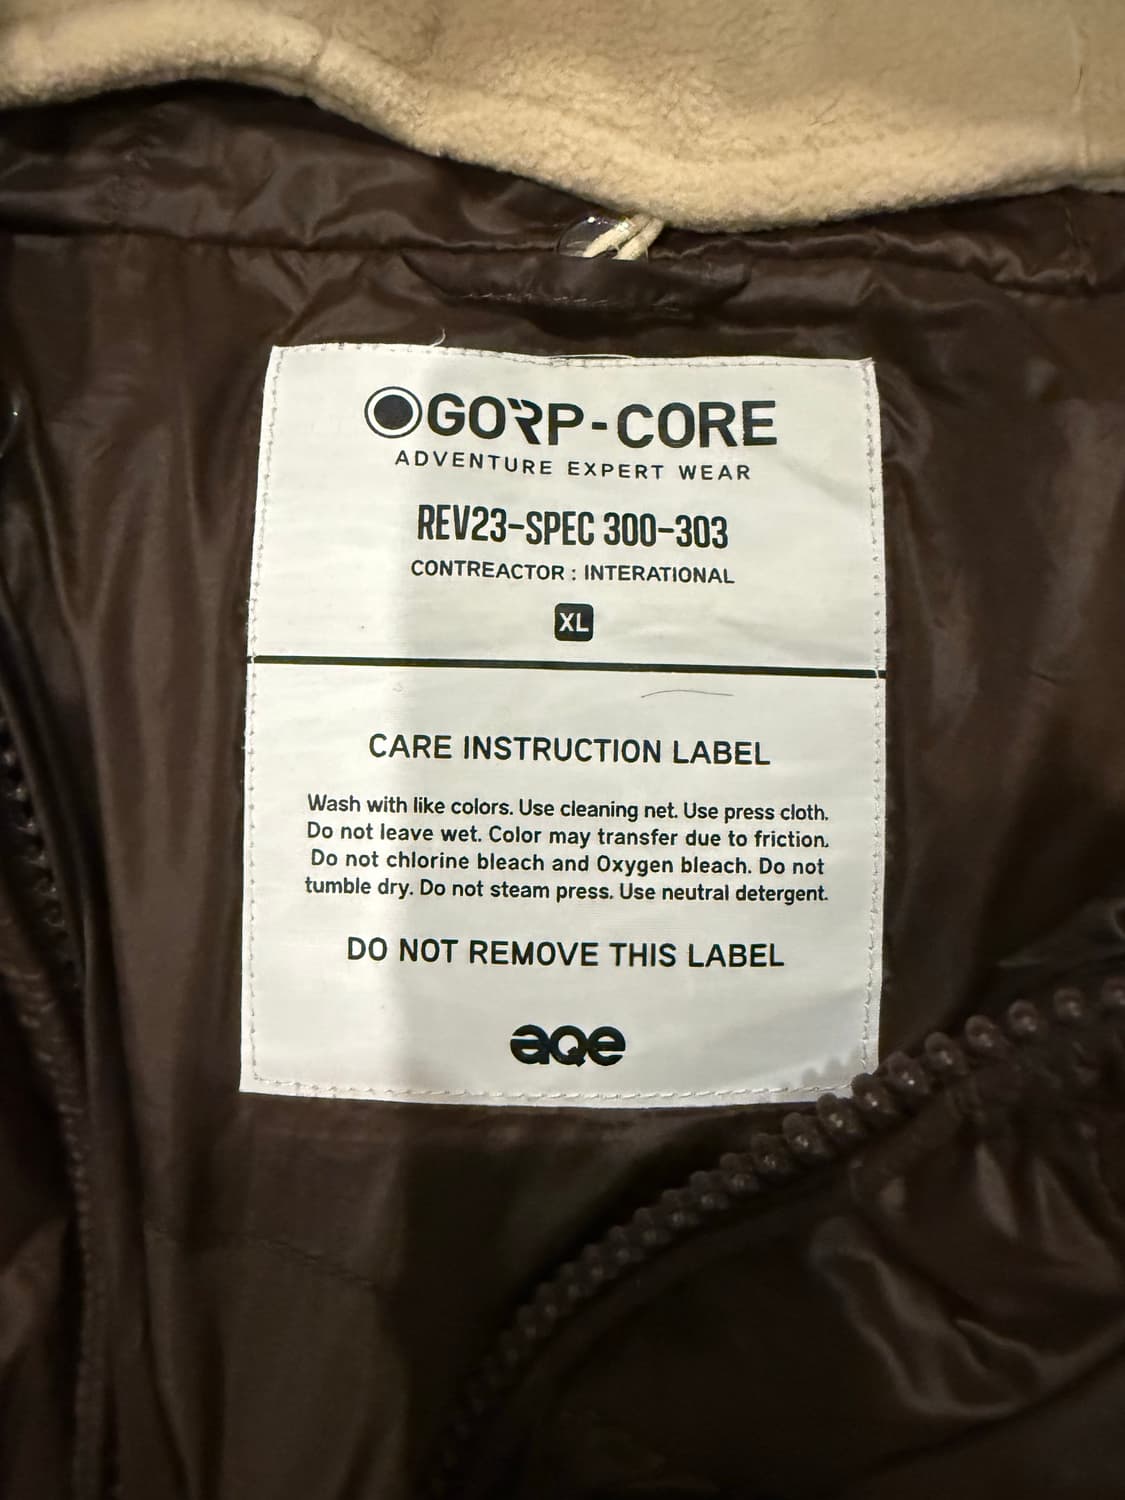 GORP-CORE
ADVENTURE EXPERT WEAR
REV23-SPEC 300-303
CONTREACTOR : INTERATIONAL
XL
CARE INSTRUCTION LABEL
Wash with like colors. Use cleaning net. Use press cloth.
Do not leave wet. Color may transfer due to friction.
Do not chlorine bleach and Oxygen bleach. Do not
tumble dry. Do not steam press. Use neutral detergent.
DO NOT REMOVE THIS LABEL
aqe